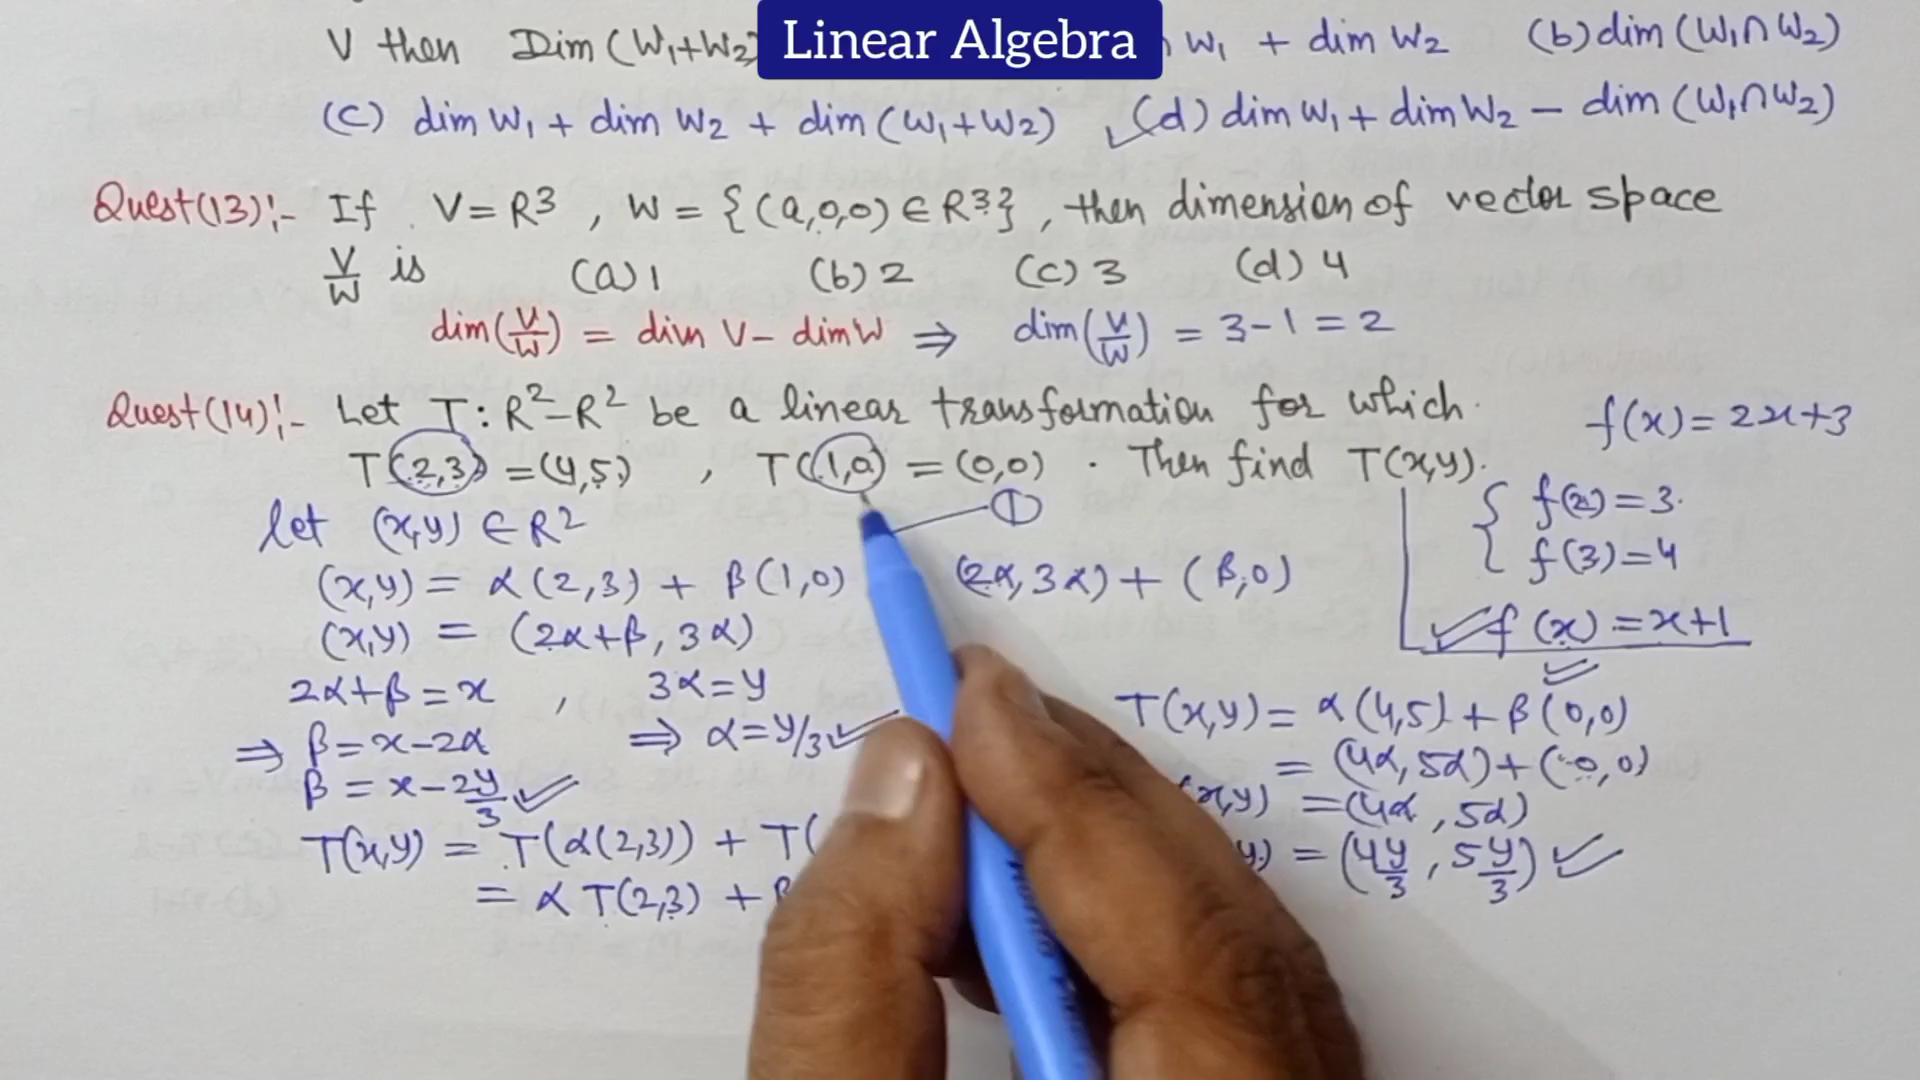 Linear Algebra
V then Dim (W₁+W₂) W₁ + dim W₂ (b) dim (W₁∩W₂)
(c) dim W₁ + dim W₂ + dim (W₁+W₂) (d) dim W₁ + dim W₂ − dim (W₁∩W₂)
Quest(13):- If V = R³ , W = {(a,0,0) ∈ R³} , then dimension of vector space
V/W is (a) 1 (b) 2 (c) 3 (d) 4
dim(V/W) = dim V − dim W ⇒ dim(V/W) = 3−1 = 2
Quest(14):- Let T: R²−R² be a linear transformation for which
T(2,3) = (4,5) , T(1,0) = (0,0) . Then find T(x,y).
f(x) = 2x+3
{ f(2) = 3
f(3) = 4
f(x) = x+1
let (x,y) ∈ R² ①
(x,y) = α(2,3) + β(1,0) (2α,3α) + (β,0)
(x,y) = (2α+β, 3α)
2α+β = x , 3α = y
⇒ β = x−2α ⇒ α = y/3
β = x − 2y/3
T(x,y) = T(α(2,3)) + T(
= α T(2,3) + β
T(x,y) = α(4,5) + β(0,0)
= (4α,5α) + (0,0)
x,y) = (4α, 5α)
y) = (4y/3, 5y/3)